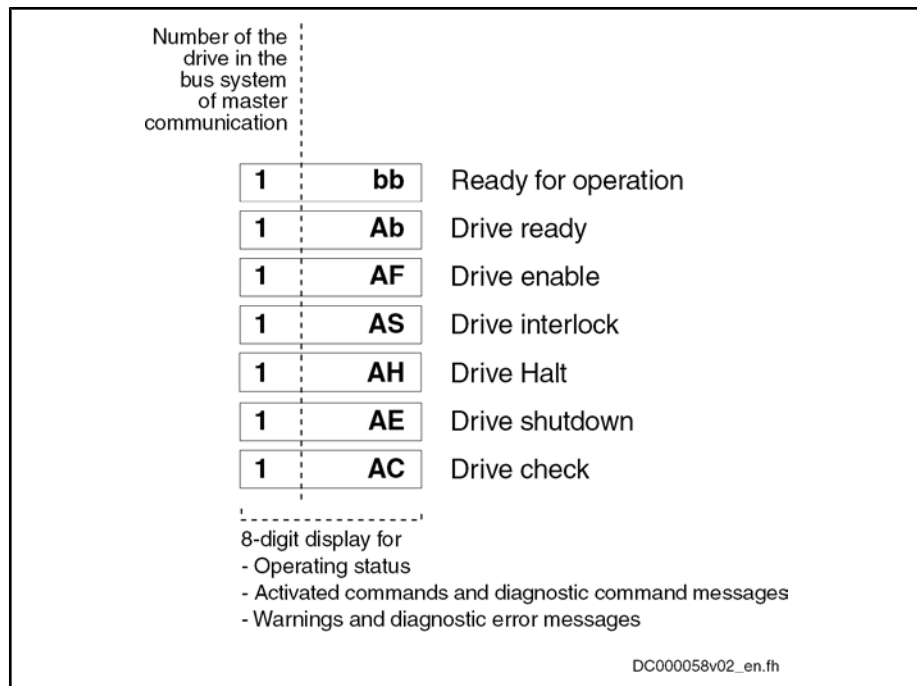 Number of the
drive in the
bus system
of master
communication
1 bb Ready for operation
1 Ab Drive ready
1 AF Drive enable
1 AS Drive interlock
1 AH Drive Halt
1 AE Drive shutdown
1 AC Drive check
8-digit display for
- Operating status
- Activated commands and diagnostic command messages
- Warnings and diagnostic error messages
DC000058v02_en.fh